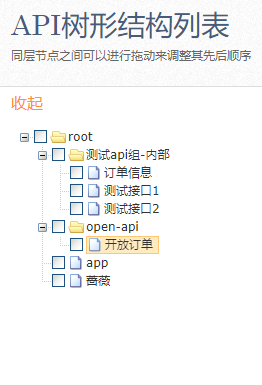 API树形结构列表
同层节点之间可以进行拖动来调整其先后顺序
收起
root
测试api组-内部
订单信息
测试接口1
测试接口2
open-api
开放订单
app
蔷薇